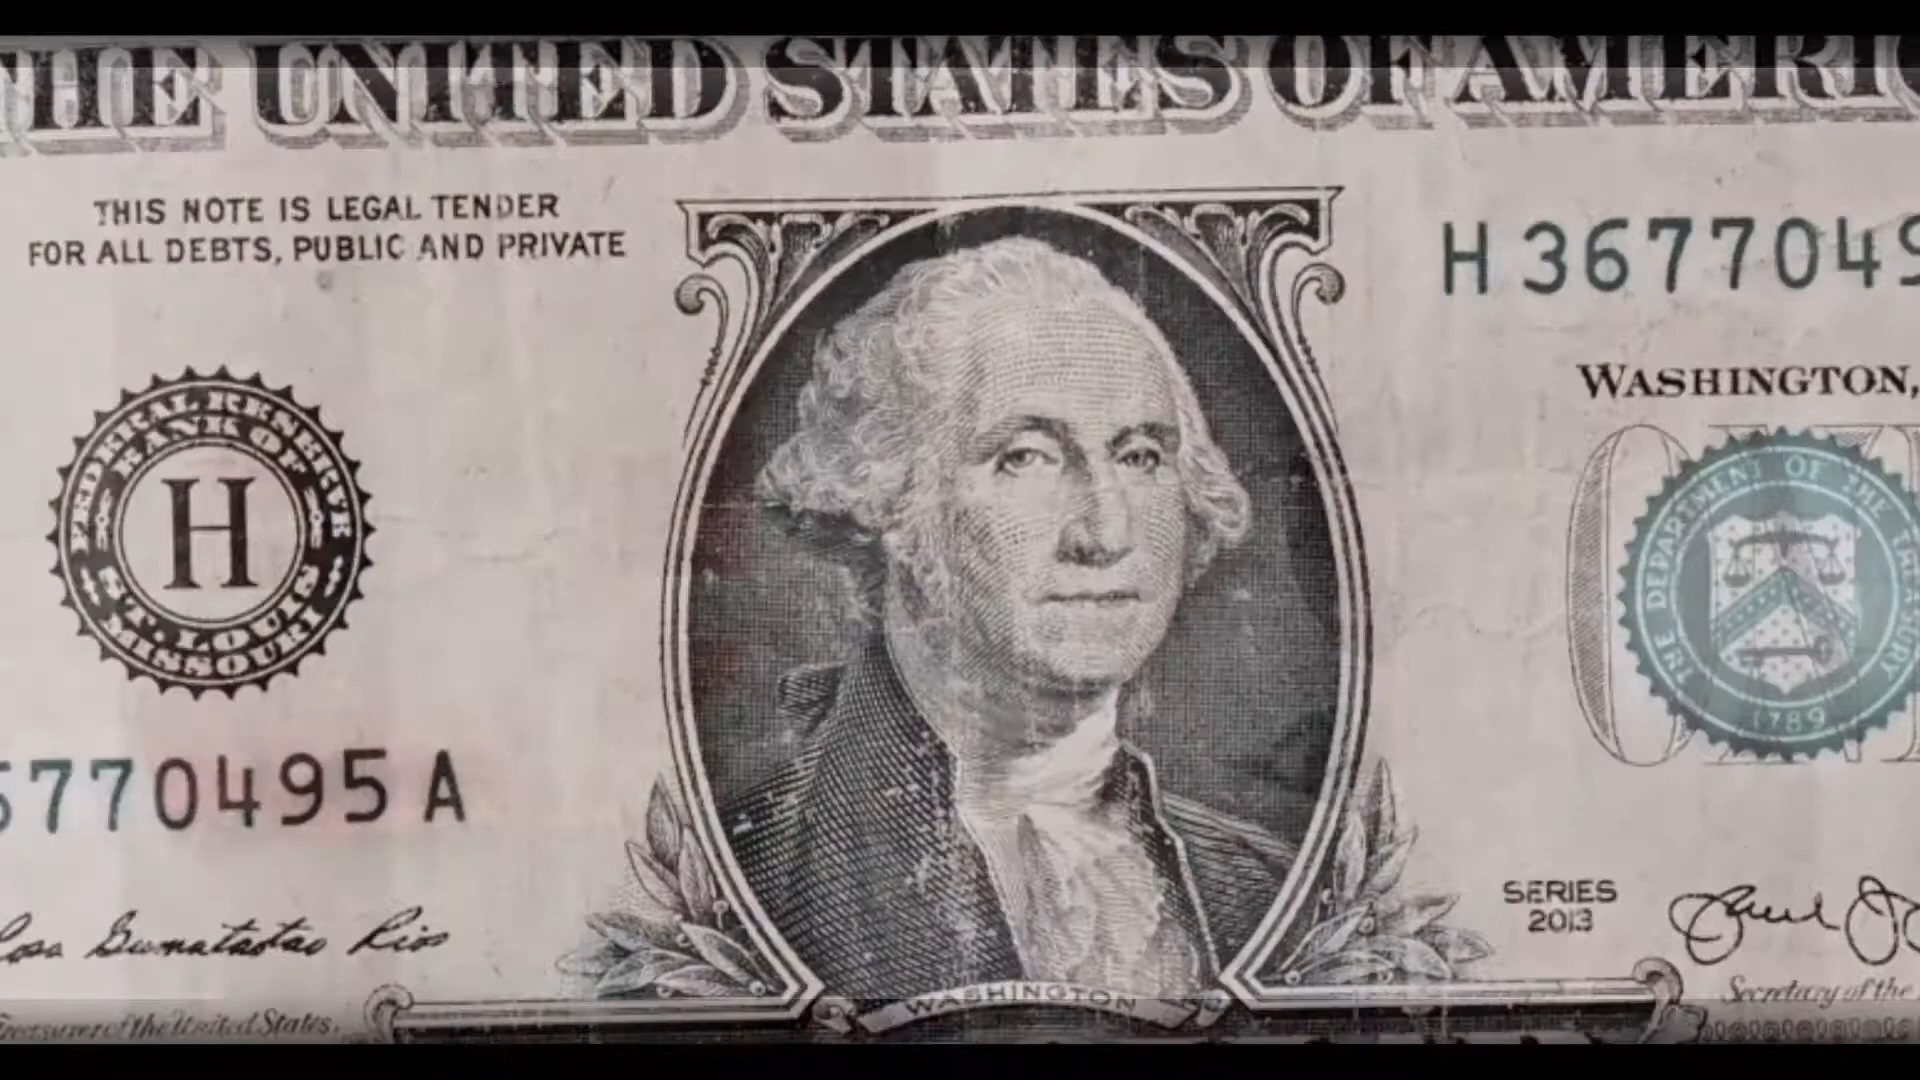 THE UNITED STATES OF AMERIC
THIS NOTE IS LEGAL TENDER
FOR ALL DEBTS, PUBLIC AND PRIVATE
H 3677049
WASHINGTON,
FEDERAL RESERVE
BANK OF
H
ST. LOUIS
MISSOURI
THE DEPARTMENT OF THE TREASURY
1789
6770495 A
SERIES
2013
Rosa Gumataotao Rios
Secretary of the
WASHINGTON
Treasurer of the United States.